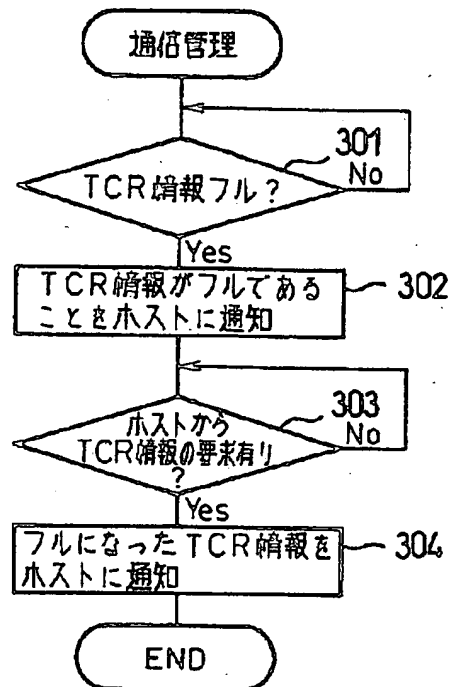 通信管理
301
TCR情報フル?
No
Yes
TCR情報がフルである
ことをホストに通知
302
303
ホストから
TCR情報の要求有り
?
No
Yes
フルになったTCR情報を
ホストに通知
304
END